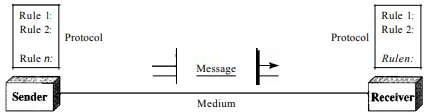 Rule 1:
Rule 2:
Rule n:
Protocol
Message
Protocol
Rule 1:
Rule 2:
Rulen:
Sender
Medium
Receiver